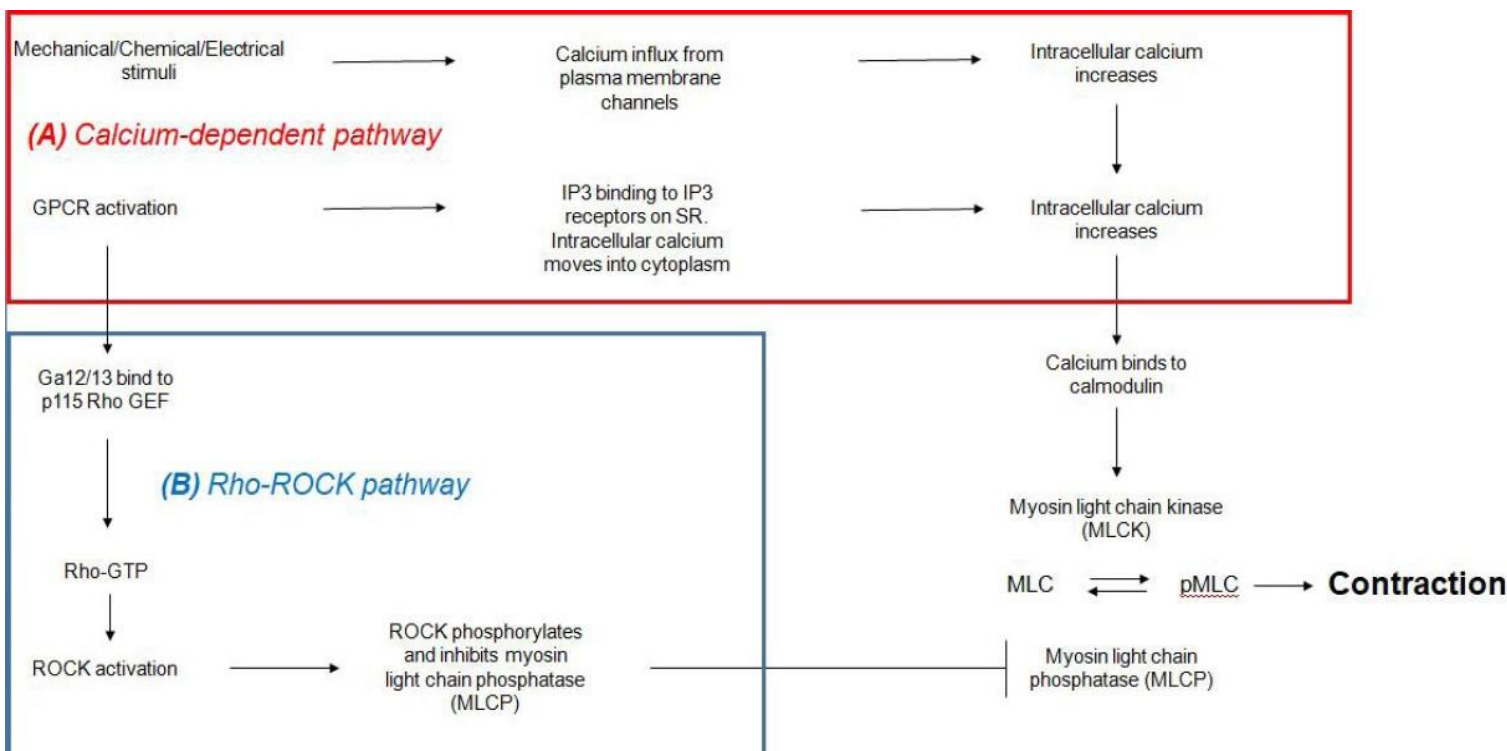 Mechanical/Chemical/Electrical
stimuli
Calcium influx from
plasma membrane
channels
Intracellular calcium
increases
(A) Calcium-dependent pathway
GPCR activation
IP3 binding to IP3
receptors on SR.
Intracellular calcium
moves into cytoplasm
Intracellular calcium
increases
Ga12/13 bind to
p115 Rho GEF
Calcium binds to
calmodulin
(B) Rho-ROCK pathway
Myosin light chain kinase
(MLCK)
Rho-GTP
MLC pMLC Contraction
ROCK activation
ROCK phosphorylates
and inhibits myosin
light chain phosphatase
(MLCP)
Myosin light chain
phosphatase (MLCP)